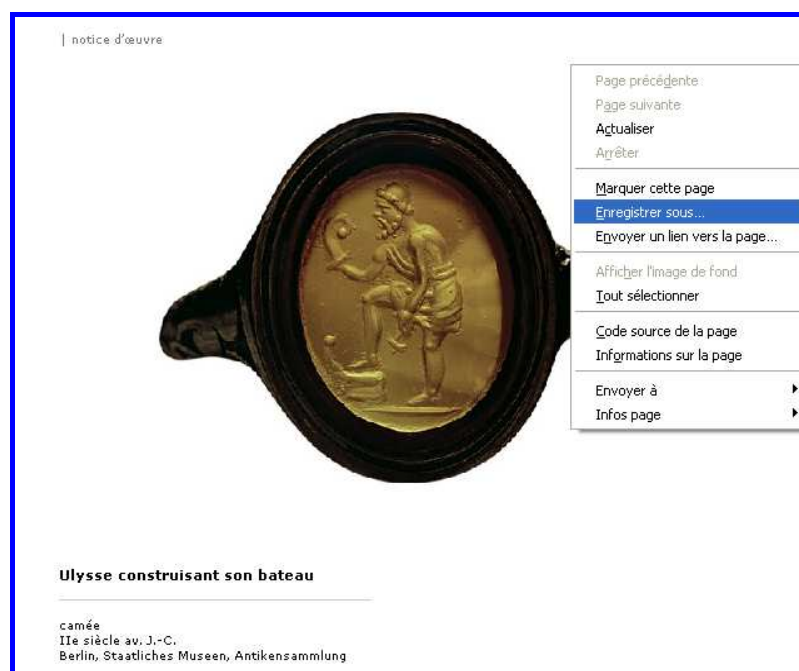 | notice d'œuvre
Page précédente
Page suivante
Actualiser
Arrêter
Marquer cette page
Enregistrer sous...
Envoyer un lien vers la page...
Afficher l'image de fond
Tout sélectionner
Code source de la page
Informations sur la page
Envoyer à
Infos page
Ulysse construisant son bateau
camée
IIe siècle av. J.-C.
Berlin, Staatliches Museen, Antikensammlung